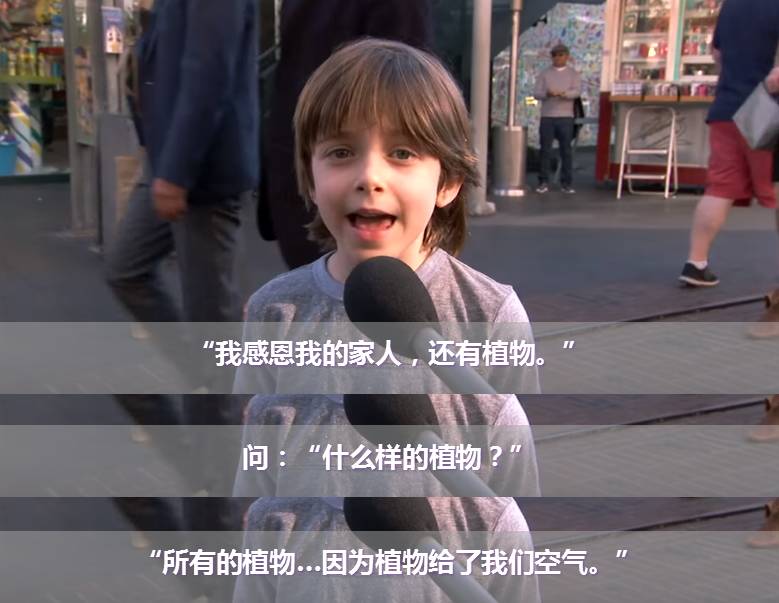 “我感恩我的家人，还有植物。”
问：“什么样的植物？”
“所有的植物...因为植物给了我们空气。”